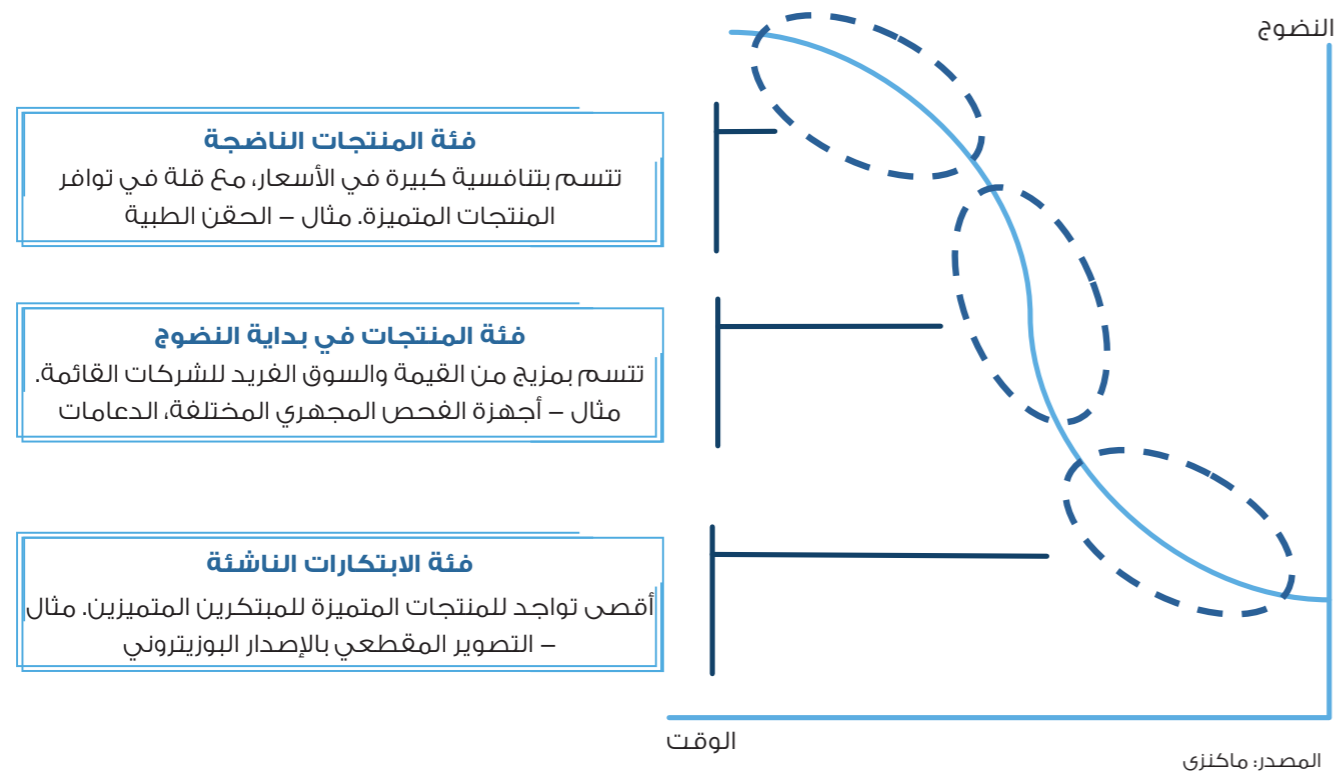 النضوج
فئة المنتجات الناضجة
تتسم بتنافسية كبيرة في الأسعار، مع قلة في توافر
المنتجات المتميزة. مثال – الحقن الطبية
فئة المنتجات في بداية النضوج
تتسم بمزيج من القيمة والسوق الفريد للشركات القائمة.
مثال – أجهزة الفحص المجهري المختلفة، الدعامات
فئة الابتكارات الناشئة
أقصى تواجد للمنتجات المتميزة للمبتكرين المتميزين. مثال
– التصوير المقطعي بالإصدار البوزيتروني
الوقت
المصدر: ماكنزى